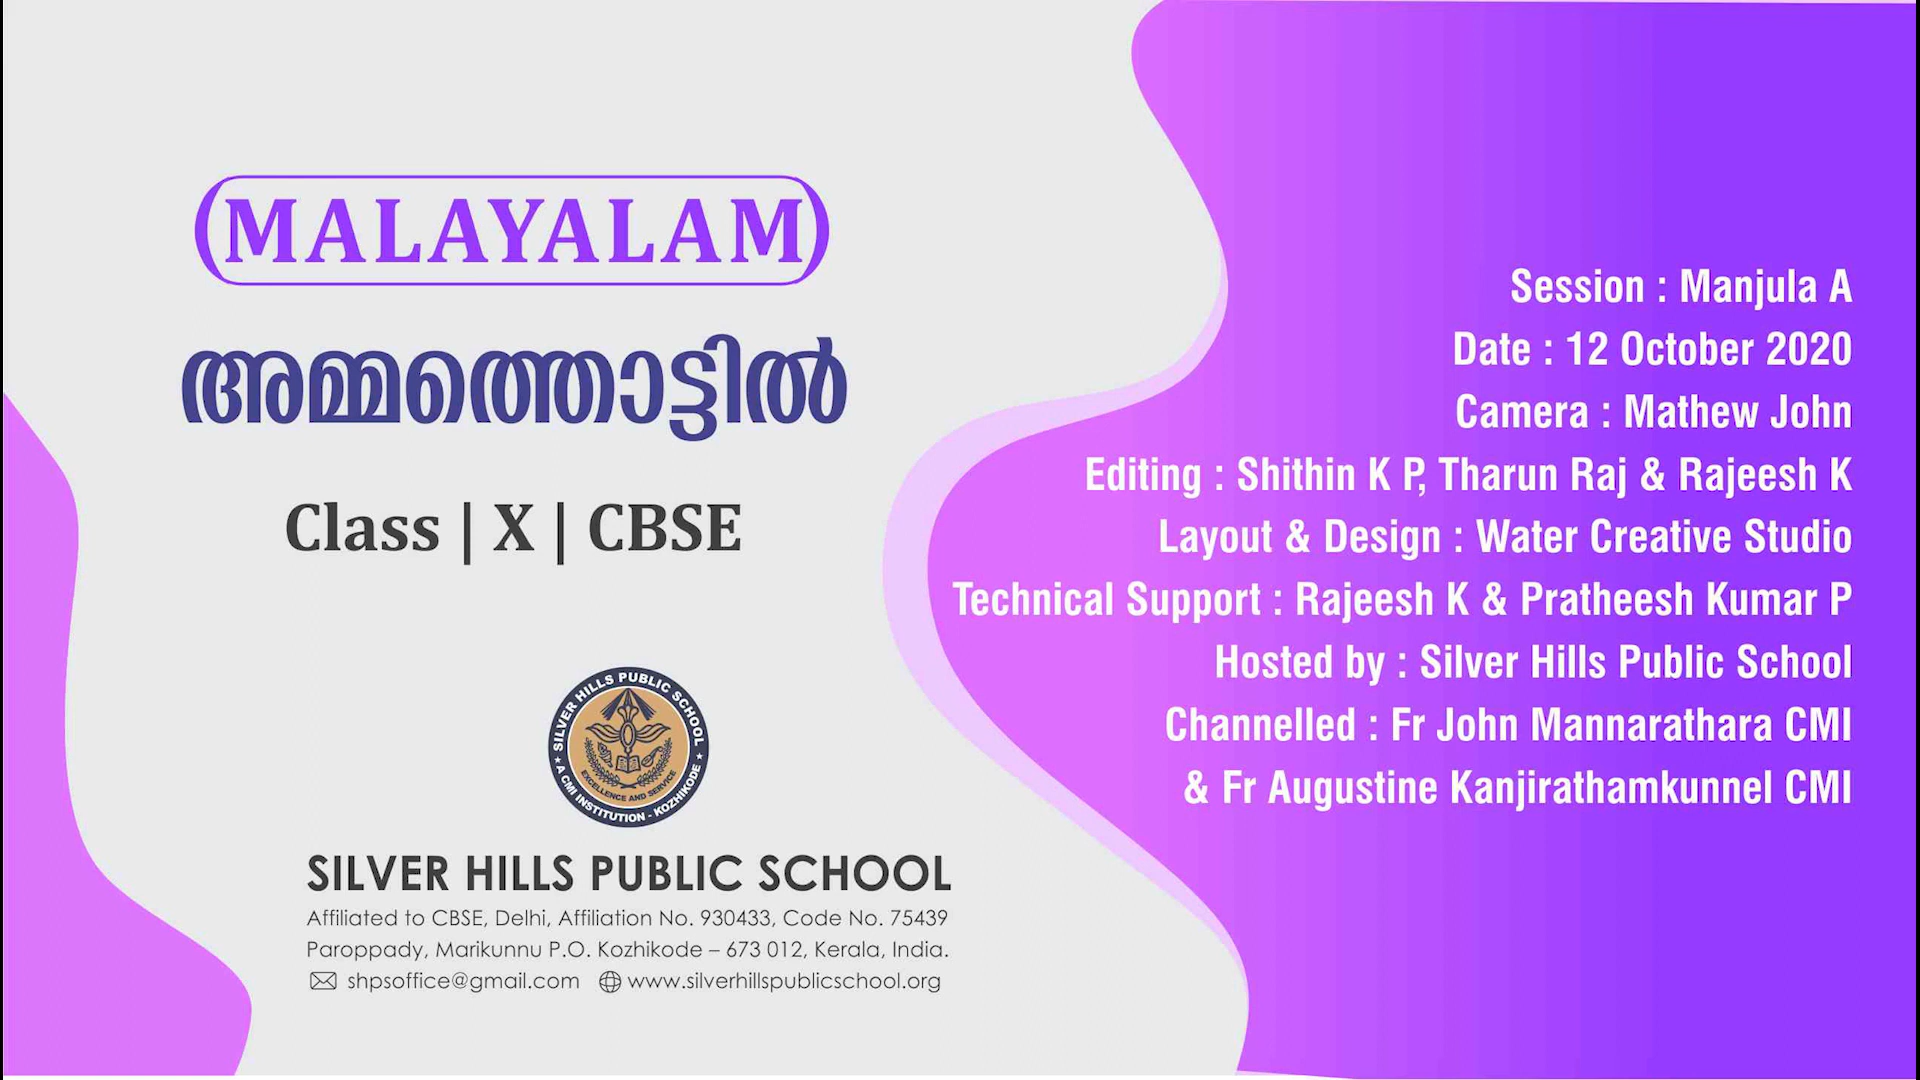 MALAYALAM
അമ്മത്തൊട്ടിൽ
Class | X | CBSE
SILVER HILLS PUBLIC SCHOOL
★ A CMI INSTITUTION - KOZHIKODE ★
EXCELLENCE AND SERVICE
SILVER HILLS PUBLIC SCHOOL
Affiliated to CBSE, Delhi, Affiliation No. 930433, Code No. 75439
Paroppady, Marikunnu P.O. Kozhikode – 673 012, Kerala, India.
shpsoffice@gmail.com www.silverhillspublicschool.org
Session : Manjula A
Date : 12 October 2020
Camera : Mathew John
Editing : Shithin K P, Tharun Raj & Rajeesh K
Layout & Design : Water Creative Studio
Technical Support : Rajeesh K & Pratheesh Kumar P
Hosted by : Silver Hills Public School
Channelled : Fr John Mannarathara CMI
& Fr Augustine Kanjirathamkunnel CMI